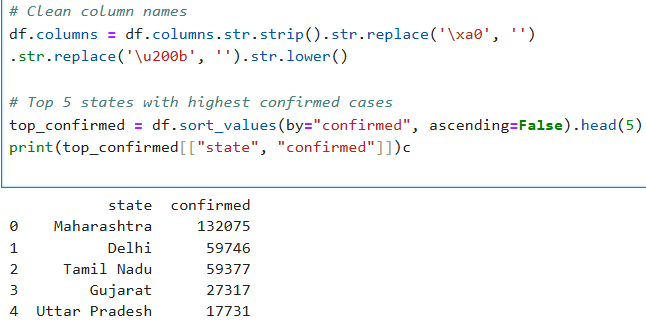 # Clean column names
df.columns = df.columns.str.strip().str.replace('\xa0', '')
.str.replace('\u200b', '').str.lower()
# Top 5 states with highest confirmed cases
top_confirmed = df.sort_values(by="confirmed", ascending=False).head(5)
print(top_confirmed[["state", "confirmed"]])c
state confirmed
0 Maharashtra 132075
1 Delhi 59746
2 Tamil Nadu 59377
3 Gujarat 27317
4 Uttar Pradesh 17731